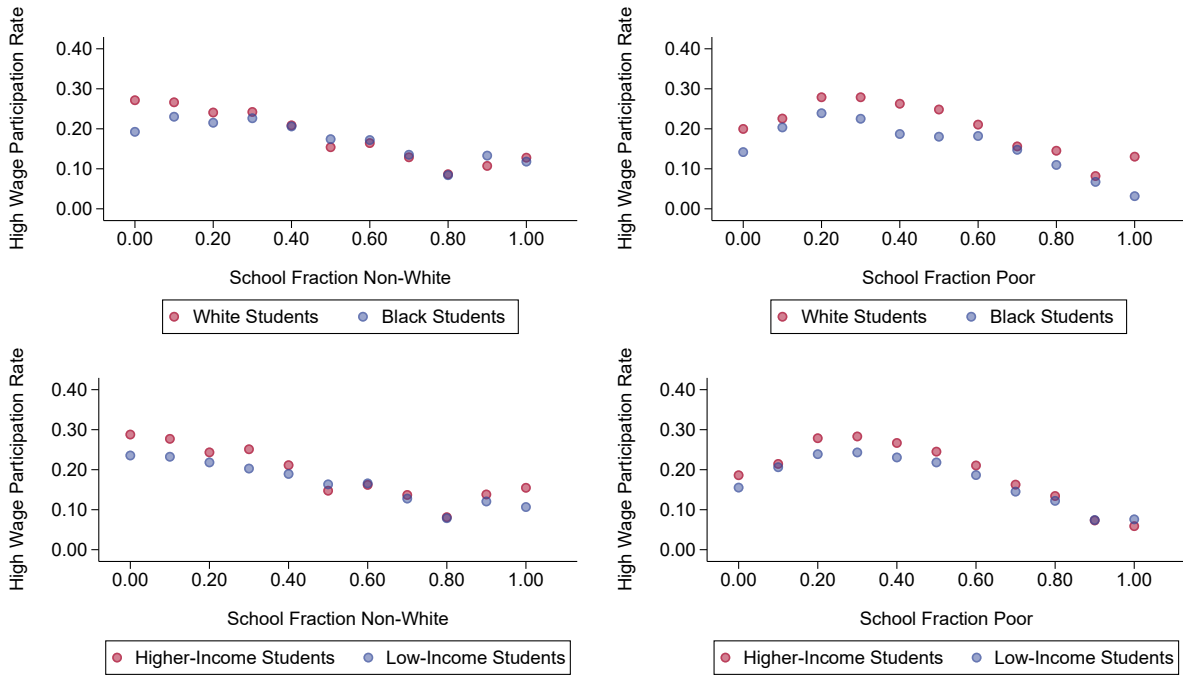 High Wage Participation Rate
0.40
0.30
0.20
0.10
0.00
0.00 0.20 0.40 0.60 0.80 1.00
School Fraction Non-White
White Students Black Students
High Wage Participation Rate
0.40
0.30
0.20
0.10
0.00
0.00 0.20 0.40 0.60 0.80 1.00
School Fraction Poor
White Students Black Students
High Wage Participation Rate
0.40
0.30
0.20
0.10
0.00
0.00 0.20 0.40 0.60 0.80 1.00
School Fraction Non-White
Higher-Income Students Low-Income Students
High Wage Participation Rate
0.40
0.30
0.20
0.10
0.00
0.00 0.20 0.40 0.60 0.80 1.00
School Fraction Poor
Higher-Income Students Low-Income Students